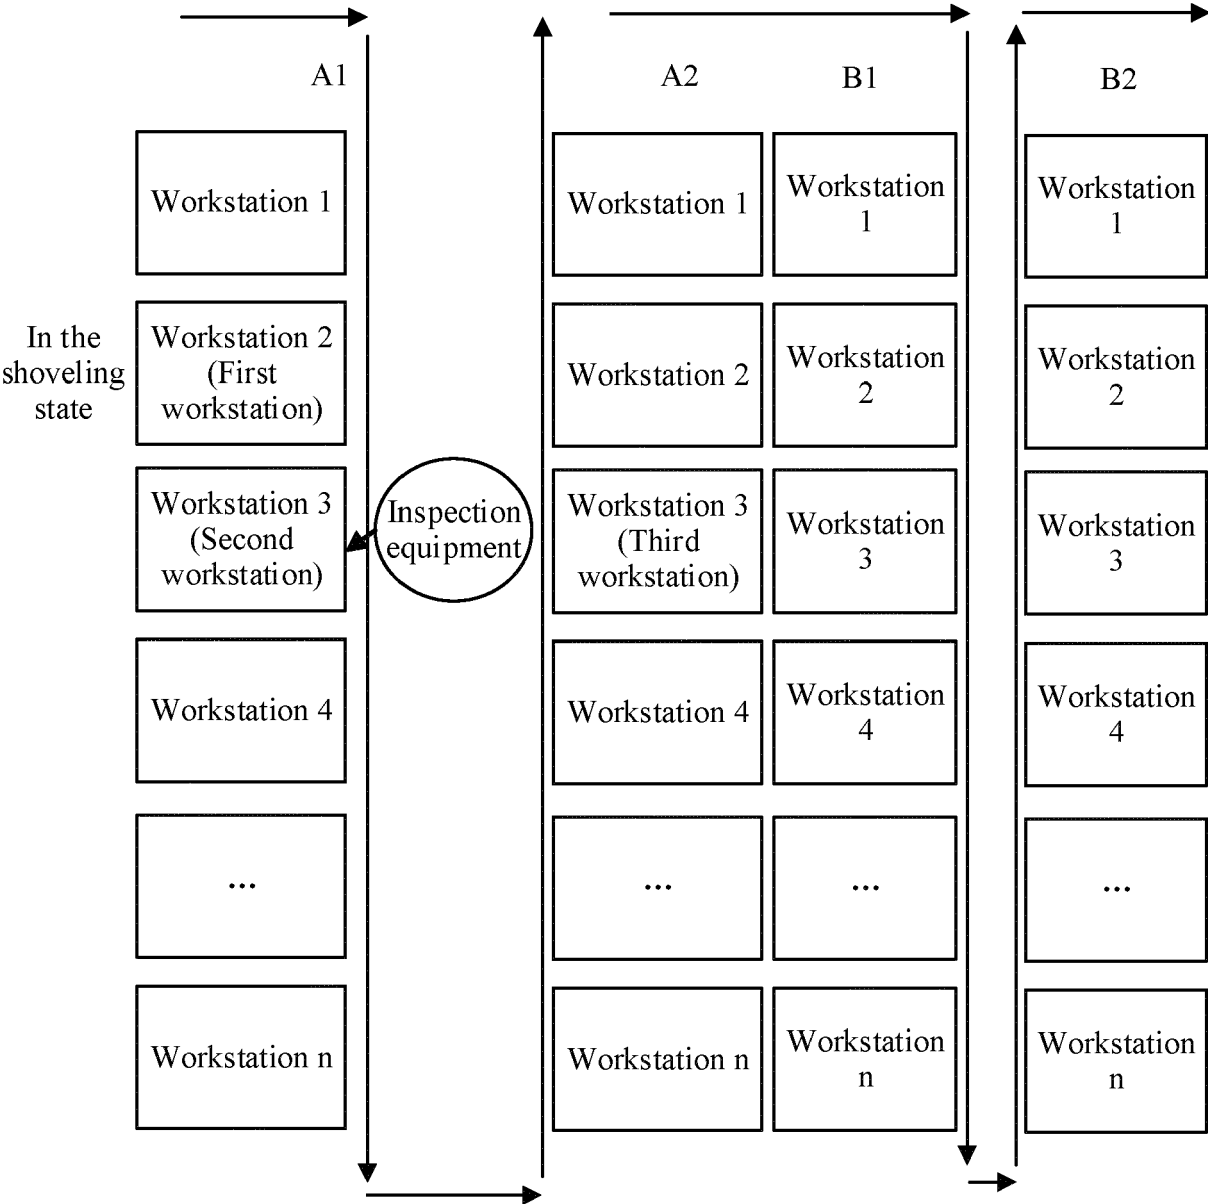 A1
A2
B1
B2
Workstation 1
Workstation 1
Workstation
1
Workstation
1
In the
shoveling
state
Workstation 2
(First
workstation)
Workstation 2
Workstation
2
Workstation
2
Workstation 3
(Second
workstation)
Inspection
equipment
Workstation 3
(Third
workstation)
Workstation
3
Workstation
3
Workstation 4
Workstation 4
Workstation
4
Workstation
4
...
...
...
...
Workstation n
Workstation n
Workstation
n
Workstation
n